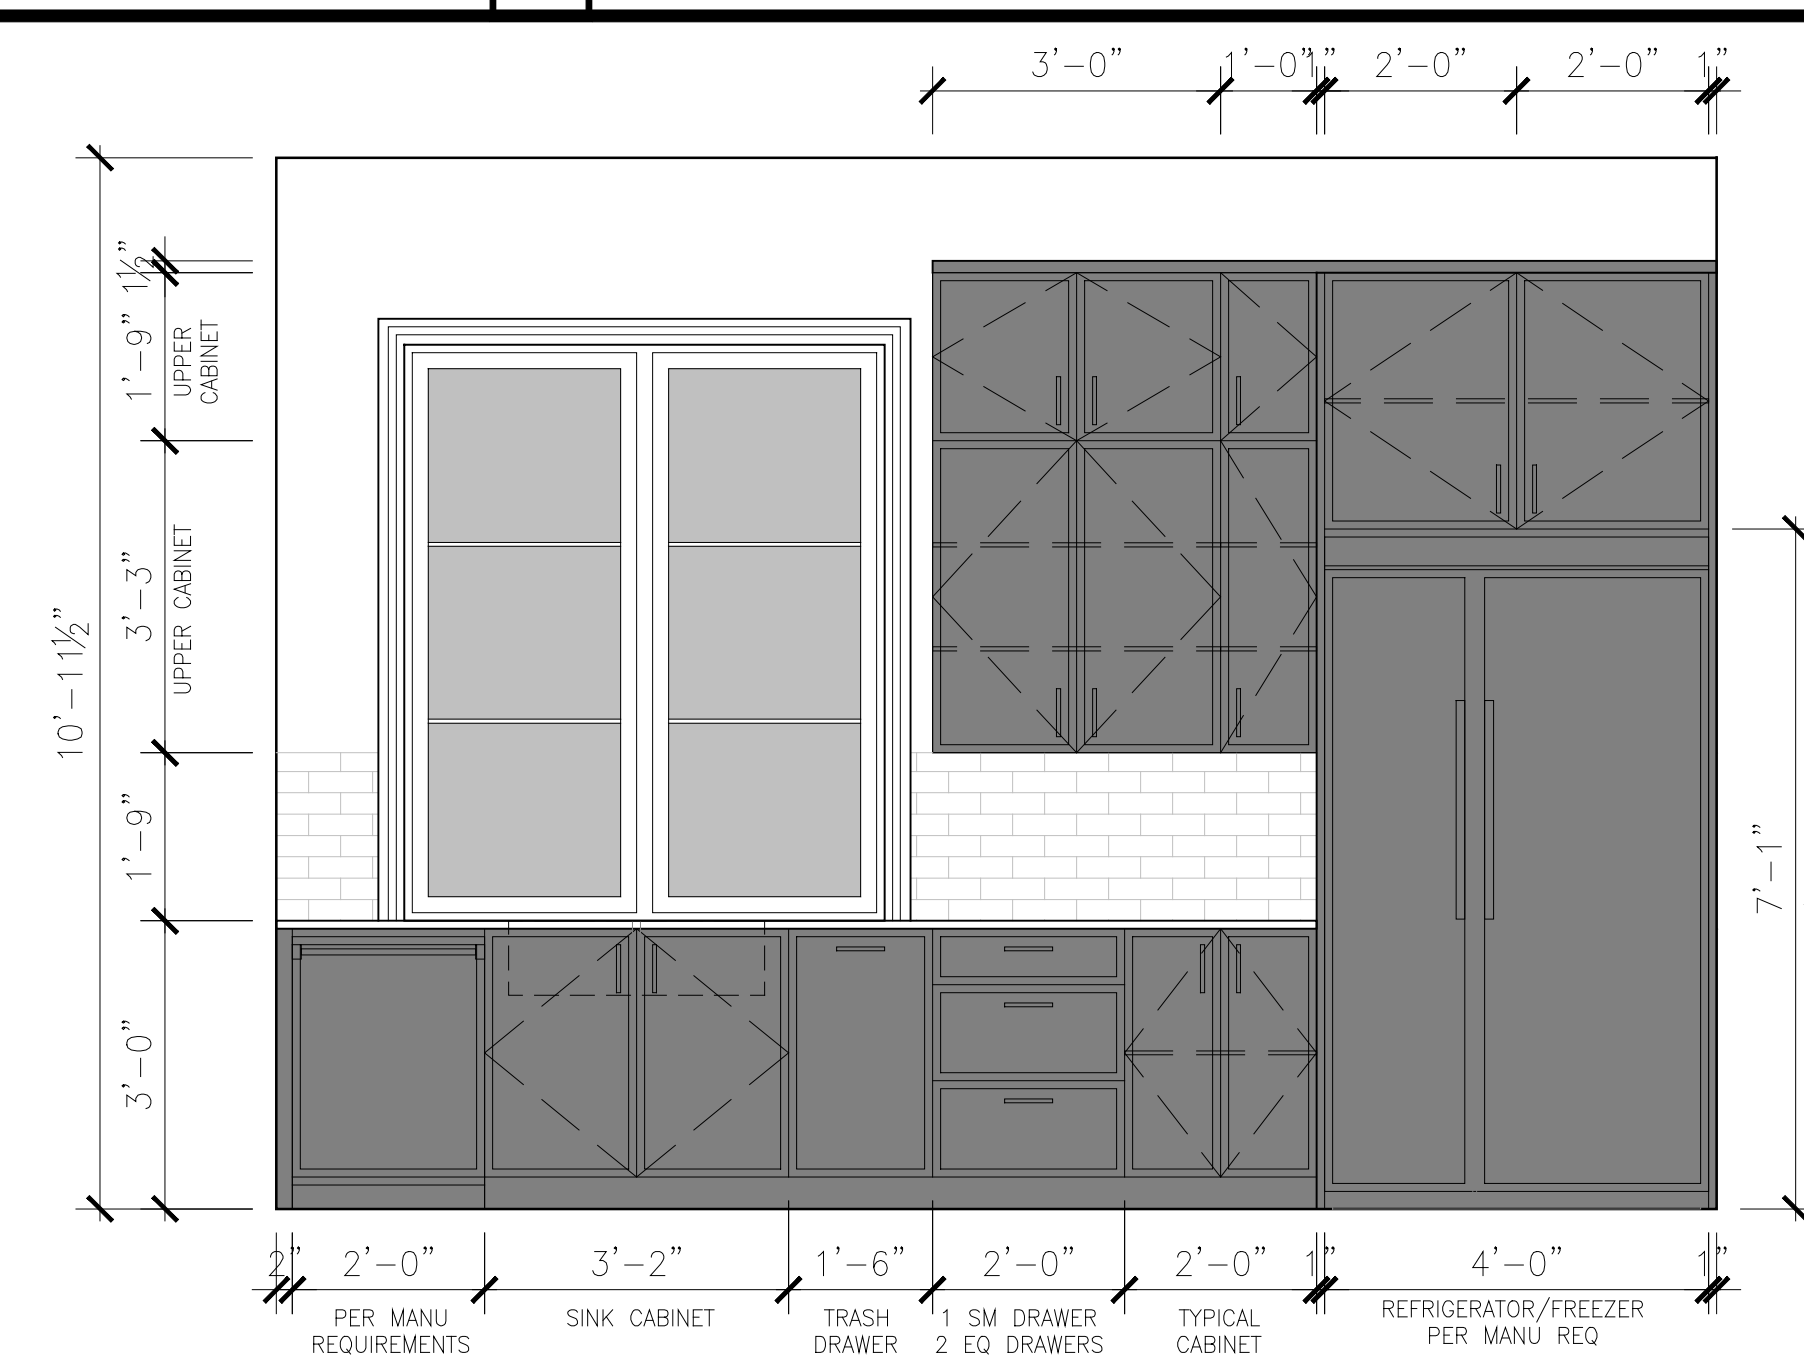 3'-0"
1'-0"
1"
2'-0"
2'-0"
1"
1½"
1'-9"
UPPER
CABINET
3'-3"
UPPER CABINET
10'-11½"
1'-9"
3'-0"
7'-1"
2"
2'-0"
3'-2"
1'-6"
2'-0"
2'-0"
1"
4'-0"
1"
PER MANU
REQUIREMENTS
SINK CABINET
TRASH
DRAWER
1 SM DRAWER
2 EQ DRAWERS
TYPICAL
CABINET
REFRIGERATOR/FREEZER
PER MANU REQ